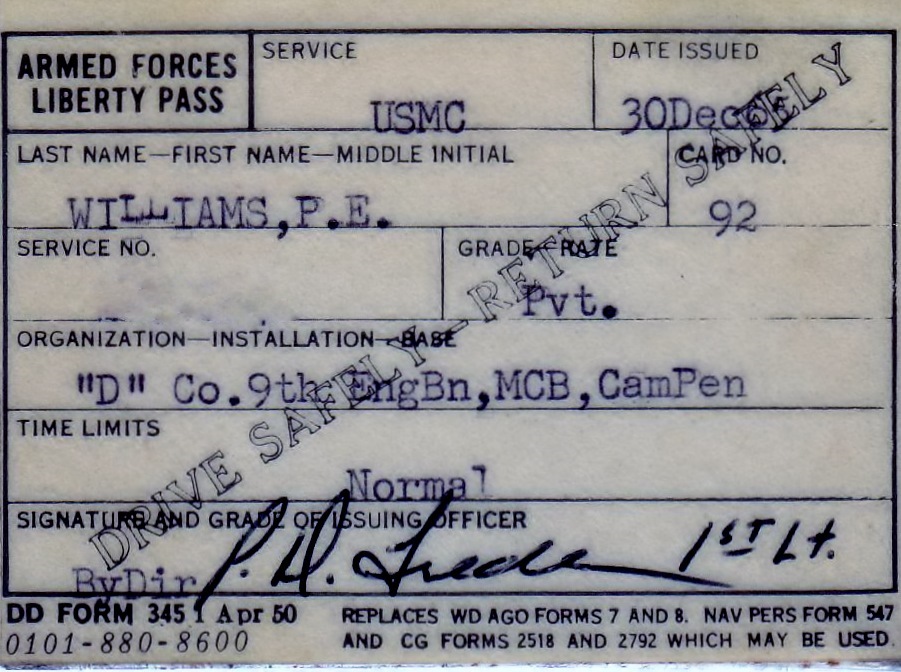 ARMED FORCES
LIBERTY PASS
SERVICE
USMC
DATE ISSUED
LAST NAME—FIRST NAME—MIDDLE INITIAL
WILLIAMS,P.E.
CARD NO.
92
SERVICE NO.
GRADE—RATE
Pvt.
ORGANIZATION—INSTALLATION—BASE
"D" Co.9th EngBn,MCB,CamPen
TIME LIMITS
Normal
SIGNATURE AND GRADE OF ISSUING OFFICER
ByDir P. D. 1ST Lt.
DRIVE SAFELY—RETURN SAFELY
DD FORM 345 1 Apr 50
0101-880-8600
REPLACES WD AGO FORMS 7 AND 8. NAV PERS FORM 547
AND CG FORMS 2518 AND 2792 WHICH MAY BE USED.